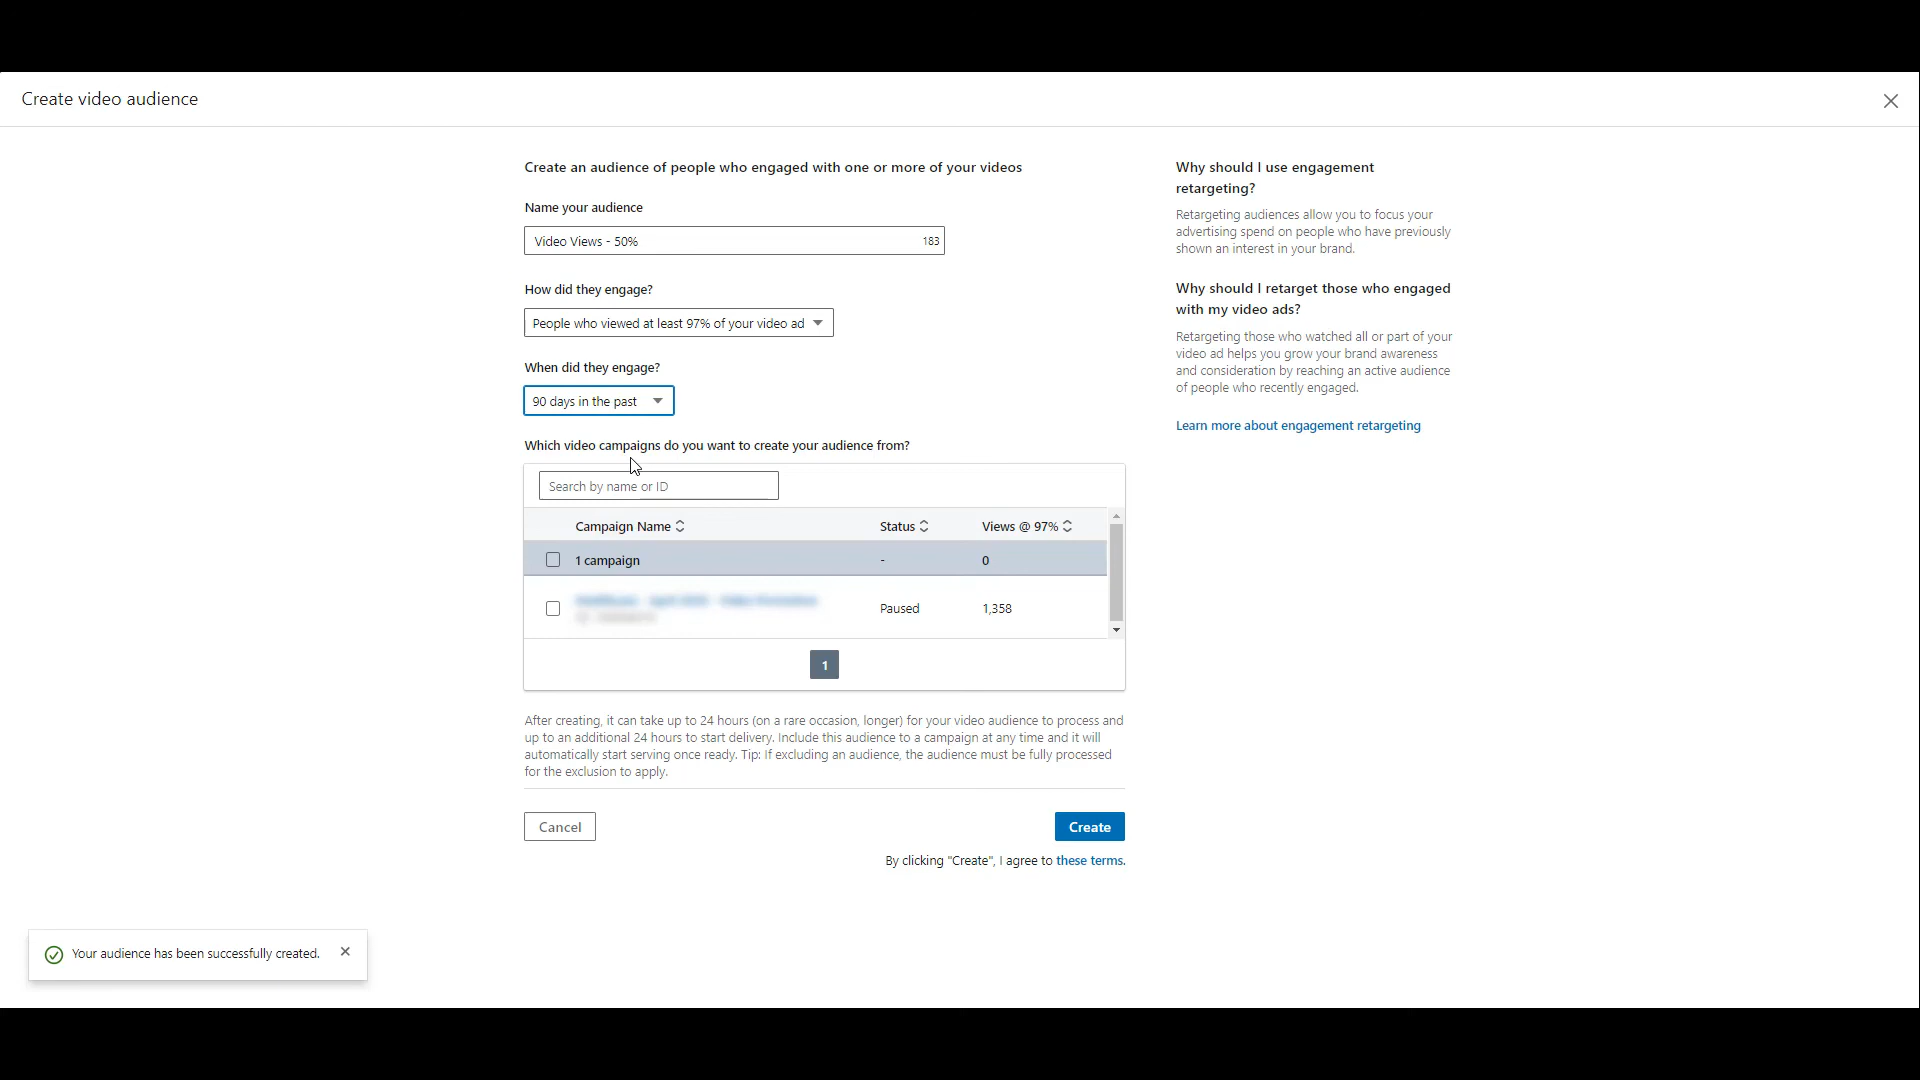 Create video audience
Create an audience of people who engaged with one or more of your videos
Name your audience
Video Views - 50% 183
How did they engage?
People who viewed at least 97% of your video ad
When did they engage?
90 days in the past
Which video campaigns do you want to create your audience from?
Search by name or ID
Campaign Name Status Views @ 97%
1 campaign - 0
Paused 1,358
1
After creating, it can take up to 24 hours (on a rare occasion, longer) for your video audience to process and
up to an additional 24 hours to start delivery. Include this audience to a campaign at any time and it will
automatically start serving once ready. Tip: If excluding an audience, the audience must be fully processed
for the exclusion to apply.
Cancel Create
By clicking "Create", I agree to these terms.
Why should I use engagement
retargeting?
Retargeting audiences allow you to focus your
advertising spend on people who have previously
shown an interest in your brand.
Why should I retarget those who engaged
with my video ads?
Retargeting those who watched all or part of your
video ad helps you grow your brand awareness
and consideration by reaching an active audience
of people who recently engaged.
Learn more about engagement retargeting
Your audience has been successfully created.